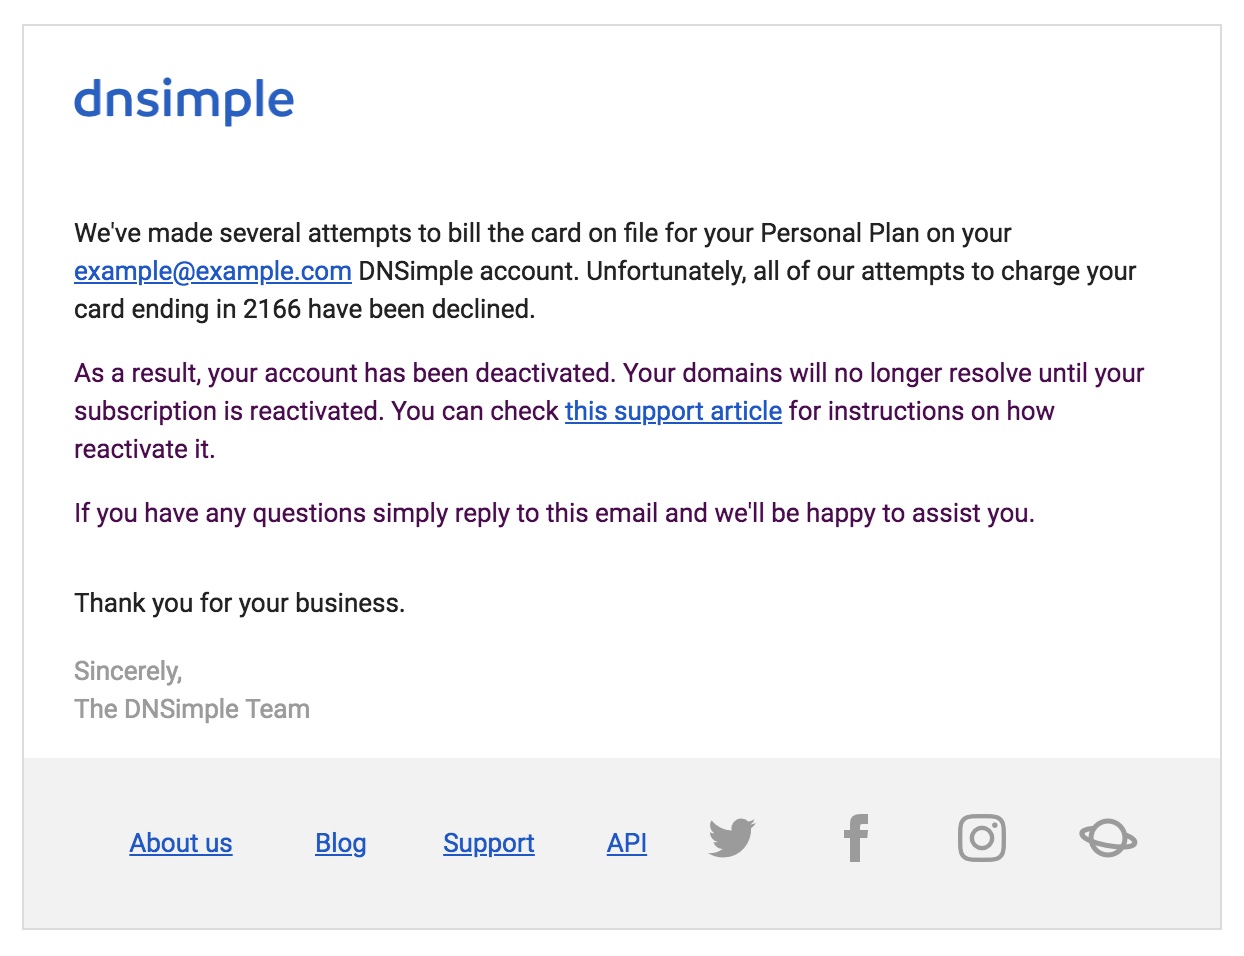 dnsimple
We've made several attempts to bill the card on file for your Personal Plan on your
example@example.com DNSimple account. Unfortunately, all of our attempts to charge your
card ending in 2166 have been declined.
As a result, your account has been deactivated. Your domains will no longer resolve until your
subscription is reactivated. You can check this support article for instructions on how
reactivate it.
If you have any questions simply reply to this email and we'll be happy to assist you.
Thank you for your business.
Sincerely,
The DNSimple Team
About us Blog Support API